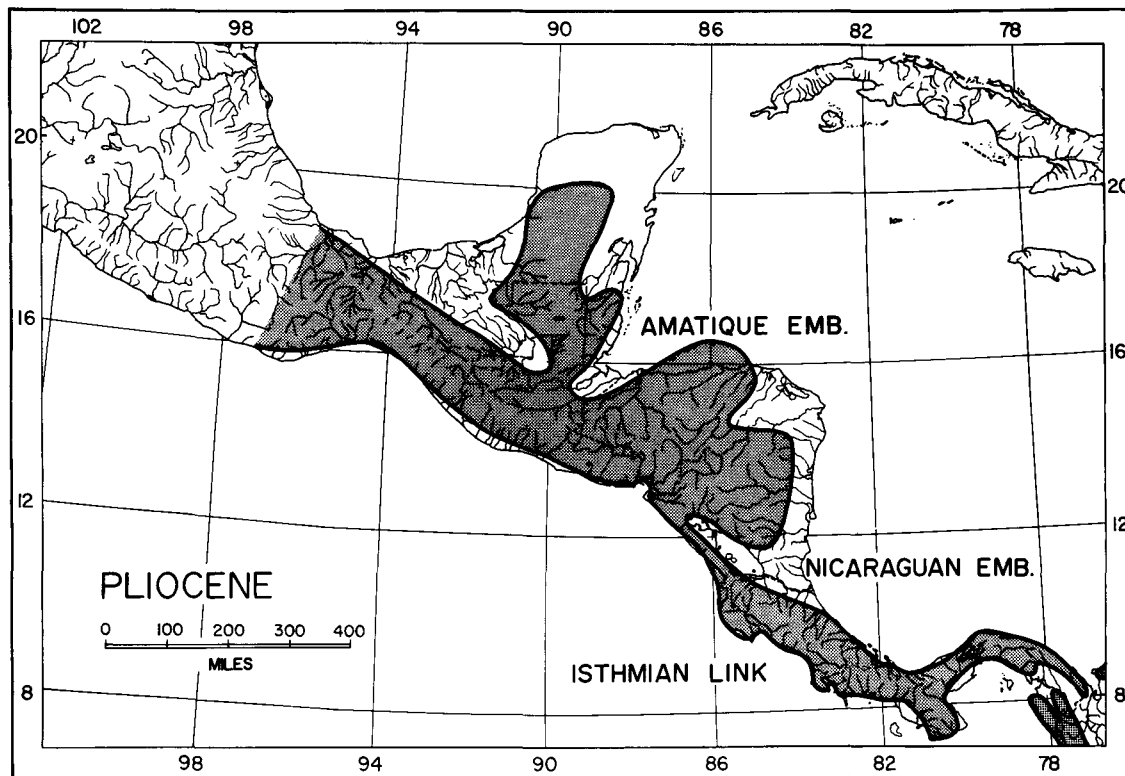 102 98 94 90 86 82 78
20
20
AMATIQUE EMB.
16
16
12
12
PLIOCENE
NICARAGUAN EMB.
0 100 200 300 400
MILES
ISTHMIAN LINK
8
8
98 94 90 86 82 78